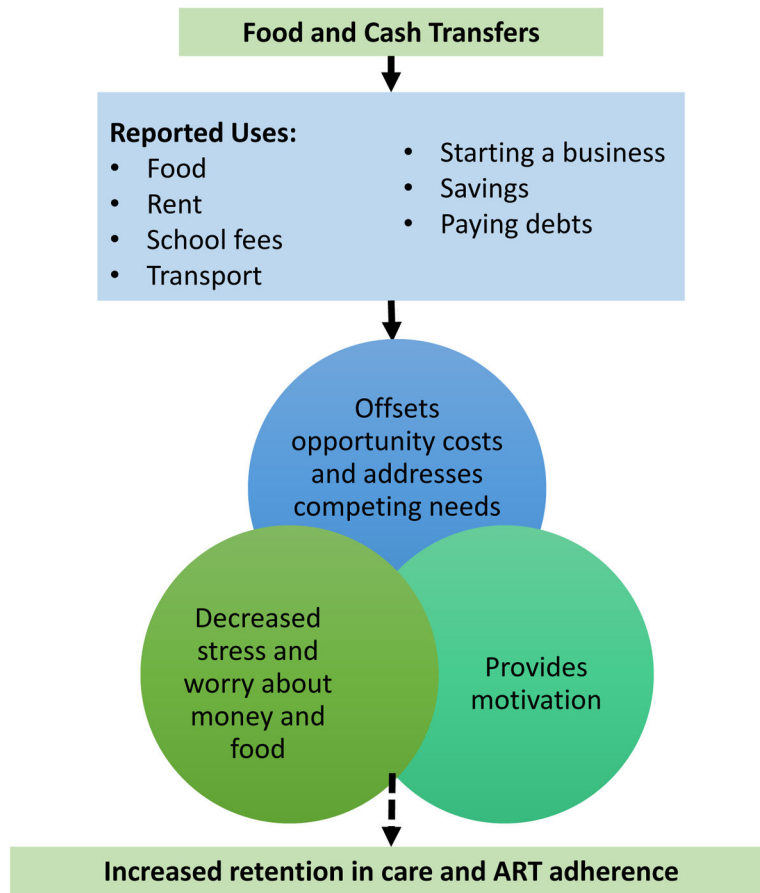 Food and Cash Transfers
Reported Uses:
• Food
• Rent
• School fees
• Transport
• Starting a business
• Savings
• Paying debts
Offsets
opportunity costs
and addresses
competing needs
Decreased
stress and
worry about
money and
food
Provides
motivation
Increased retention in care and ART adherence